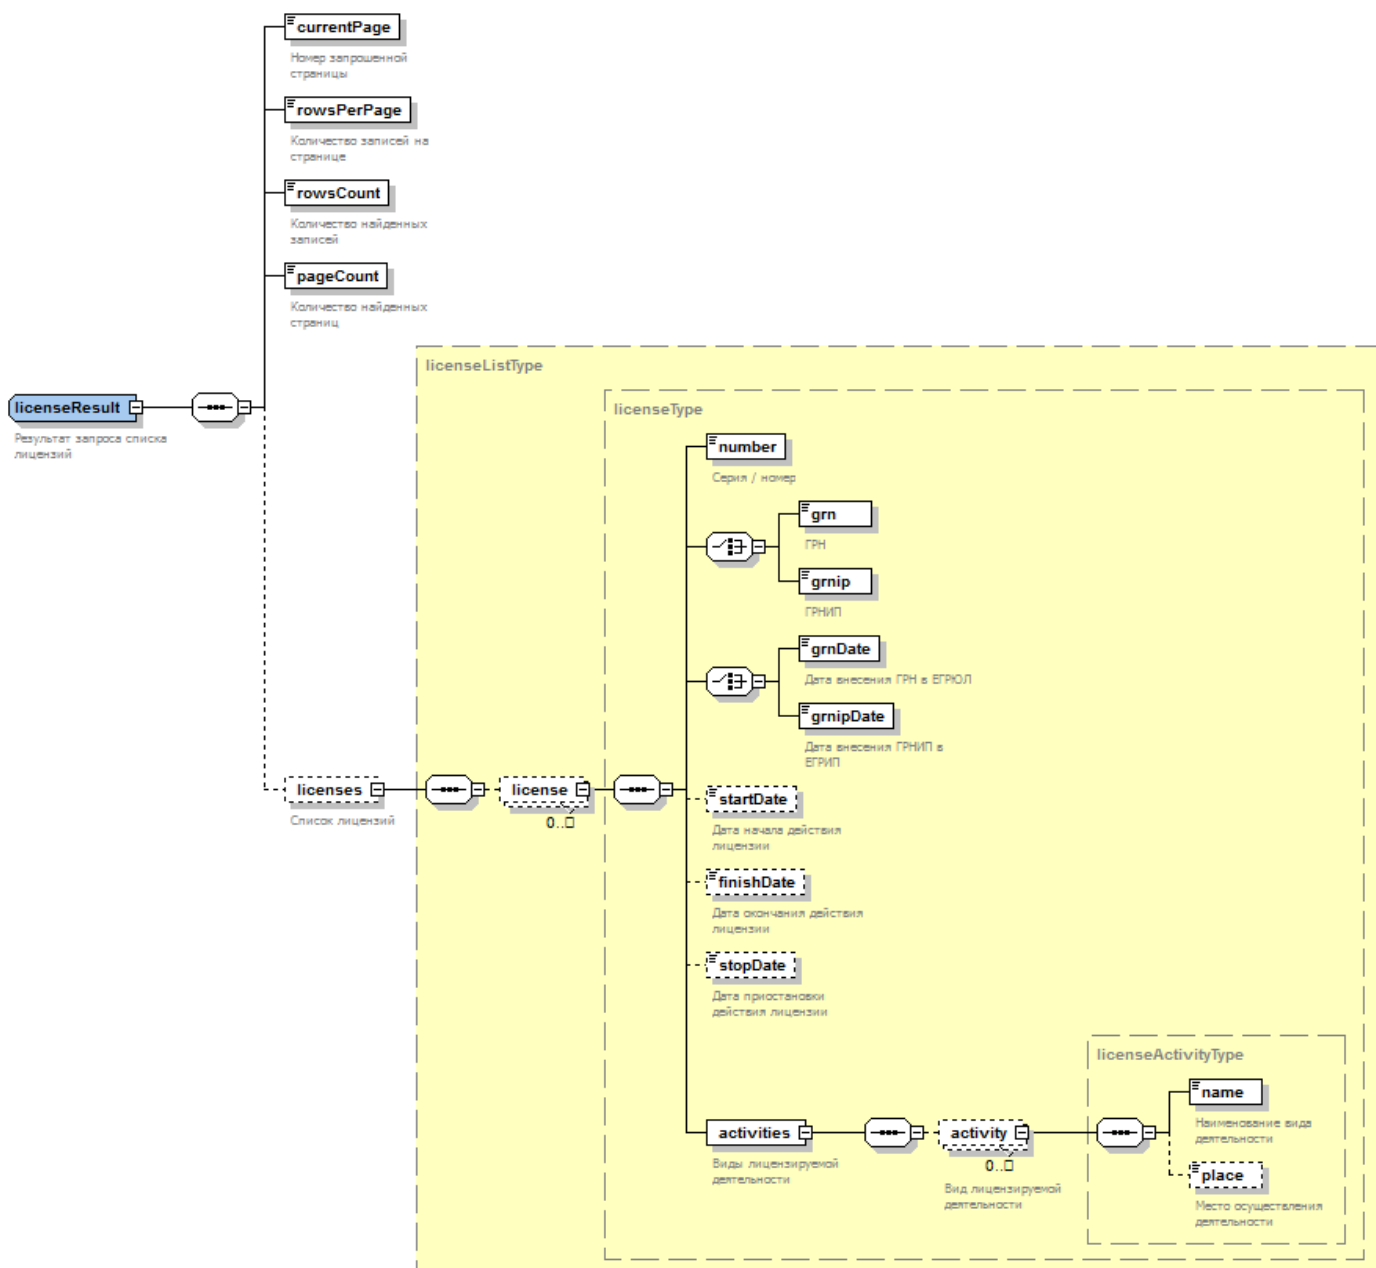 currentPage
Номер запрошенной
страницы
rowsPerPage
Количество записей на
странице
rowsCount
Количество найденных
записей
pageCount
Количество найденных
страниц
licenseListType
licenseResult
Результат запроса списка
лицензий
licenseType
number
Серия / номер
grn
ГРН
grnip
ГРНИП
grnDate
Дата внесения ГРН в ЕГРЮЛ
grnipDate
Дата внесения ГРНИП в
ЕГРИП
licenses
Список лицензий
license
0..□
startDate
Дата начала действия
лицензии
finishDate
Дата окончания действия
лицензии
stopDate
Дата приостановки
действия лицензии
licenseActivityType
activities
Виды лицензируемой
деятельности
activity
0..□
Вид лицензируемой
деятельности
name
Наименование вида
деятельности
place
Место осуществления
деятельности